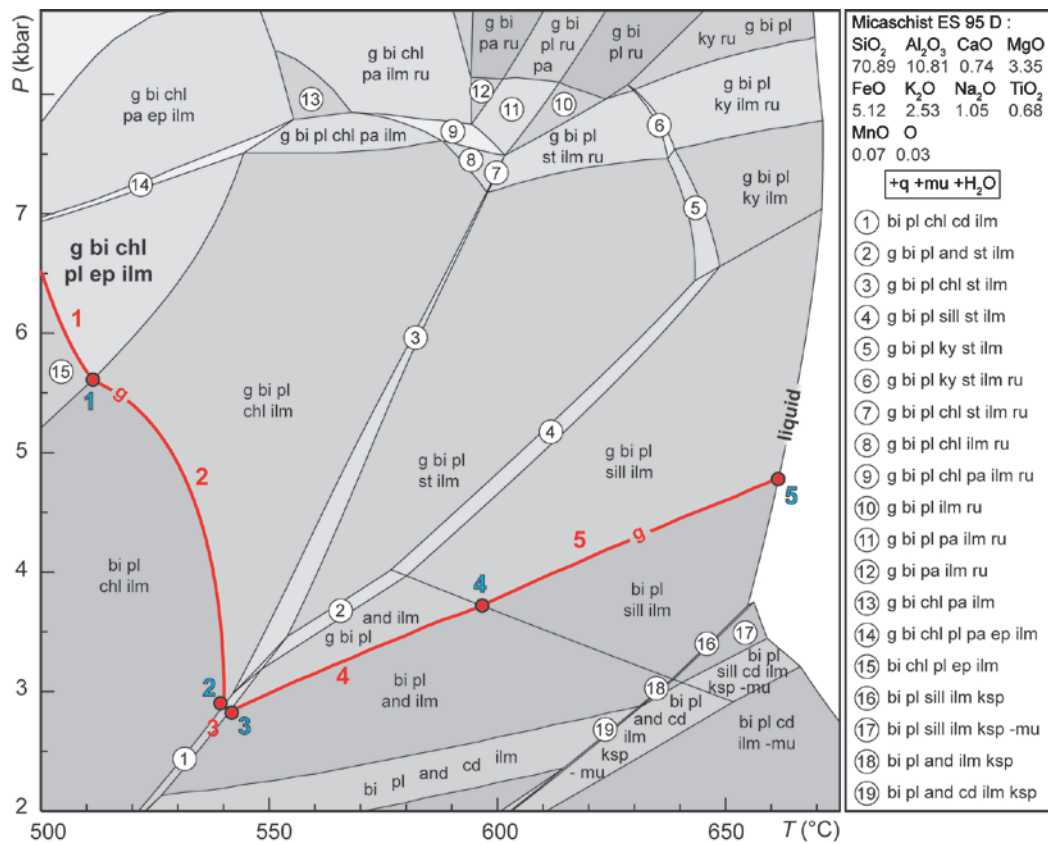 P (kbar)
7
6
5
4
3
2
500
550
600
650
T (°C)
g bi chl
pa ep ilm
13
g bi chl
pa ilm ru
g bi
pa ru
g bi
pl ru
pa
g bi
pl ru
ky ru
g bi pl
12
11
10
g bi pl
ky ilm ru
g bi pl chl pa ilm
9
8
7
g bi pl
st ilm ru
6
14
g bi pl
ky ilm
5
g bi chl
pl ep ilm
1
15
1
g
2
g bi pl
chl ilm
3
4
g bi pl
st ilm
g bi pl
sill ilm
liquid
5
5
g
bi pl
chl ilm
4
2
and ilm
g bi pl
bi pl
sill ilm
2
3
3
4
bi pl
and ilm
16
17
bi pl
sill cd ilm
ksp -mu
18
bi pl
and cd
ilm
ksp
- mu
19
1
bi pl and cd ilm
bi pl cd
ilm -mu
Micaschist ES 95 D :
SiO2 Al2O3 CaO MgO
70.89 10.81 0.74 3.35
FeO K2O Na2O TiO2
5.12 2.53 1.05 0.68
MnO O
0.07 0.03
+q +mu +H2O
1 bi pl chl cd ilm
2 g bi pl and st ilm
3 g bi pl chl st ilm
4 g bi pl sill st ilm
5 g bi pl ky st ilm
6 g bi pl ky st ilm ru
7 g bi pl chl st ilm ru
8 g bi pl chl ilm ru
9 g bi pl chl pa ilm ru
10 g bi pl ilm ru
11 g bi pl pa ilm ru
12 g bi pa ilm ru
13 g bi chl pa ilm
14 g bi chl pl pa ep ilm
15 bi chl pl ep ilm
16 bi pl sill ilm ksp
17 bi pl sill ilm ksp -mu
18 bi pl and ilm ksp
19 bi pl and cd ilm ksp